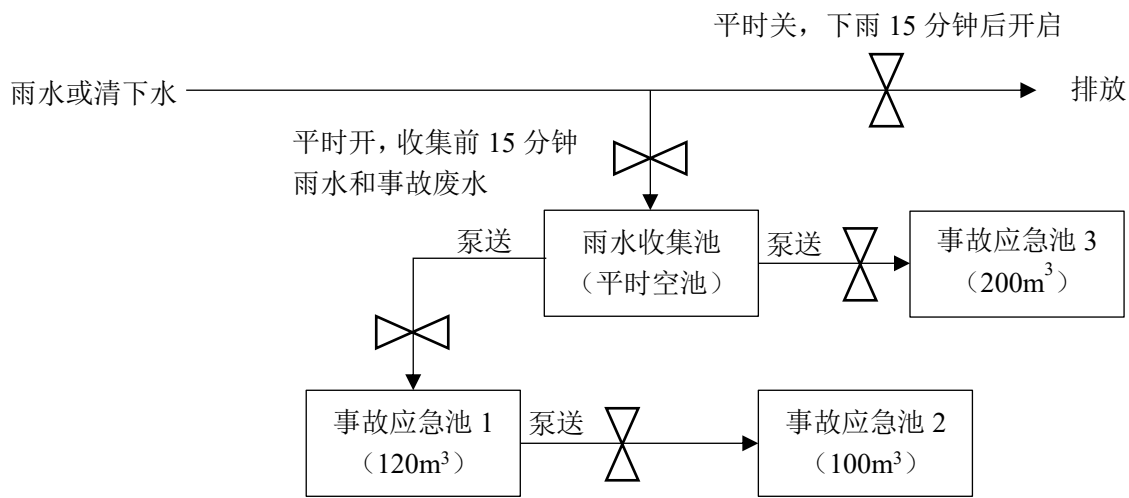 平时关，下雨 15 分钟后开启
雨水或清下水
排放
平时开，收集前 15 分钟
雨水和事故废水
泵送
雨水收集池
（平时空池）
泵送
事故应急池 3
（200m³）
事故应急池 1
（120m³）
泵送
事故应急池 2
（100m³）